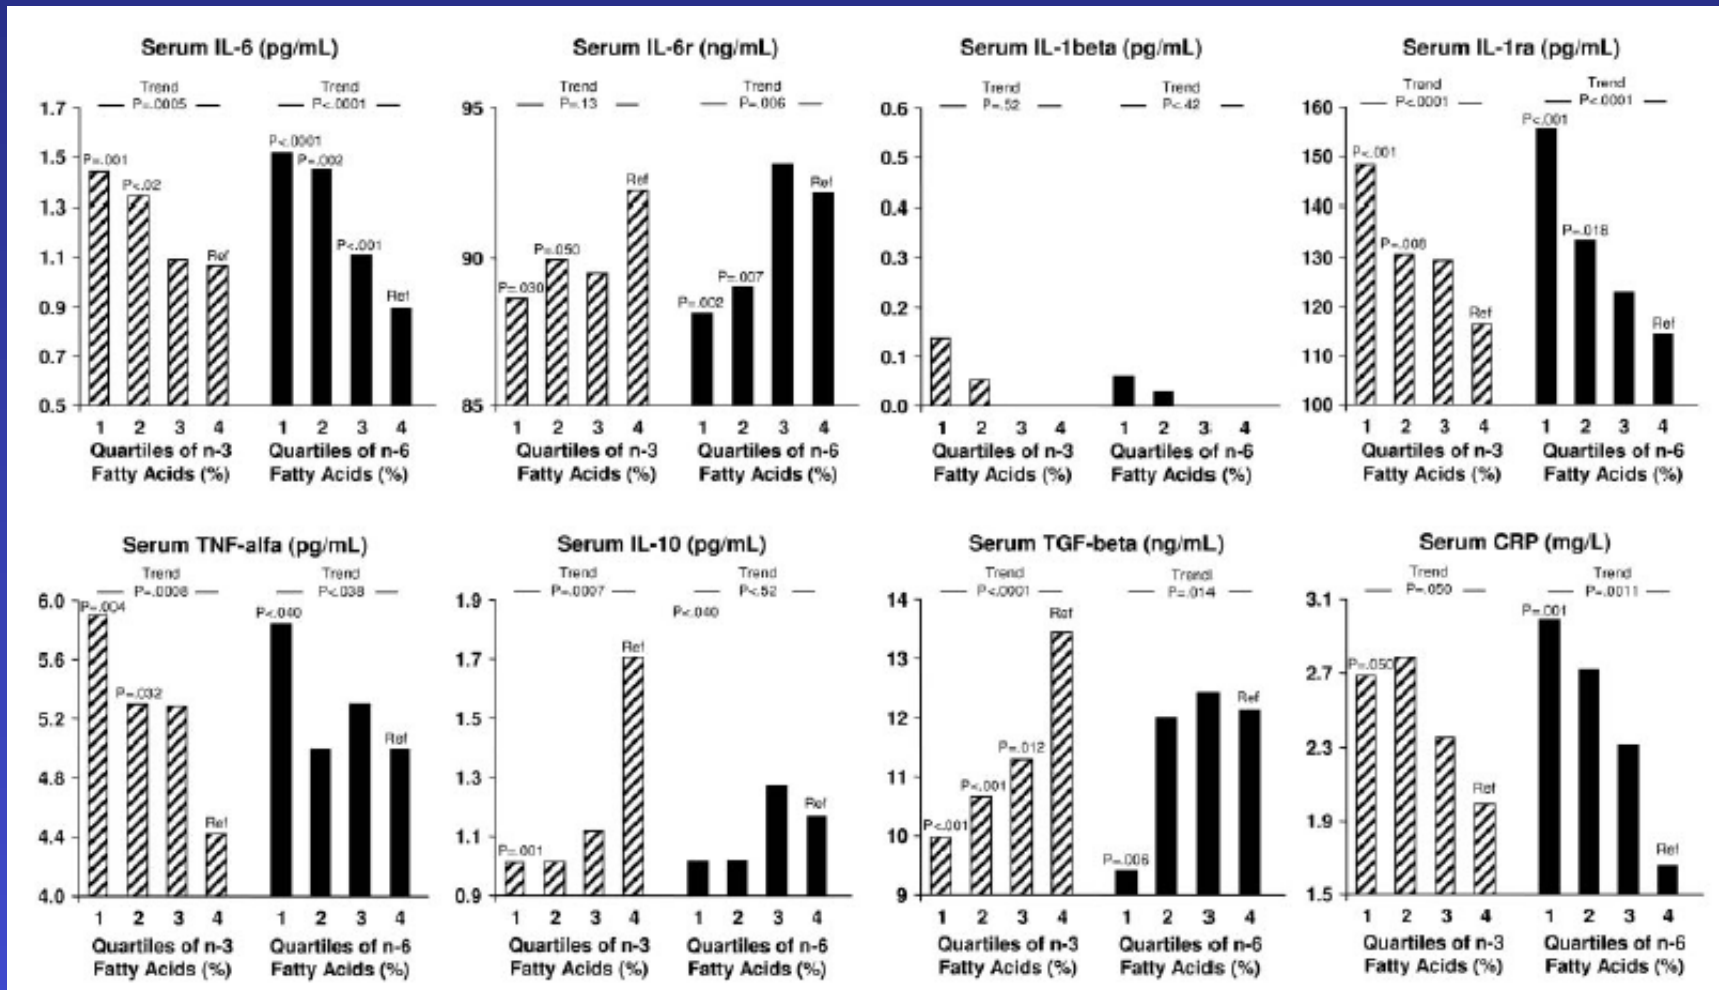 Serum IL-6 (pg/mL)
Trend
P=.0005
Trend
P<.0001
1.7
1.5
1.3
1.1
0.9
0.7
0.5
P=.001
P<.02
Ref
P<.0001
P=.002
P<.001
Ref
1 2 3 4
1 2 3 4
Quartiles of n-3
Fatty Acids (%)
Quartiles of n-6
Fatty Acids (%)
Serum IL-6r (ng/mL)
Trend
P=.13
Trend
P=.006
95
90
85
P=.030
P=.050
Ref
P=.002
P=.007
Ref
1 2 3 4
1 2 3 4
Quartiles of n-3
Fatty Acids (%)
Quartiles of n-6
Fatty Acids (%)
Serum IL-1beta (pg/mL)
Trend
P=.52
Trend
P<.42
0.6
0.5
0.4
0.3
0.2
0.1
0.0
1 2 3 4
1 2 3 4
Quartiles of n-3
Fatty Acids (%)
Quartiles of n-6
Fatty Acids (%)
Serum IL-1ra (pg/mL)
Trend
P<.0001
Trend
P<.0001
160
150
140
130
120
110
100
P<.001
P=.008
Ref
P<.001
P=.018
Ref
1 2 3 4
1 2 3 4
Quartiles of n-3
Fatty Acids (%)
Quartiles of n-6
Fatty Acids (%)
Serum TNF-alfa (pg/mL)
Trend
P=.0008
Trend
P<.038
6.0
5.6
5.2
4.8
4.4
4.0
P=.004
P=.032
Ref
P<.040
Ref
1 2 3 4
1 2 3 4
Quartiles of n-3
Fatty Acids (%)
Quartiles of n-6
Fatty Acids (%)
Serum IL-10 (pg/mL)
Trend
P=.0007
Trend
P<.52
1.9
1.7
1.5
1.3
1.1
0.9
P=.001
Ref
P<.040
Ref
1 2 3 4
1 2 3 4
Quartiles of n-3
Fatty Acids (%)
Quartiles of n-6
Fatty Acids (%)
Serum TGF-beta (ng/mL)
Trend
P<.0001
Trendl
P=.014
14
13
12
11
10
9
P<.001
P<.001
P=.012
Ref
P=.006
Ref
1 2 3 4
1 2 3 4
Quartiles of n-3
Fatty Acids (%)
Quartiles of n-6
Fatty Acids (%)
Serum CRP (mg/L)
Trend
P=.050
Trend
P=.0011
3.1
2.7
2.3
1.9
1.5
P=.050
Ref
P=.001
Ref
1 2 3 4
1 2 3 4
Quartiles of n-3
Fatty Acids (%)
Quartiles of n-6
Fatty Acids (%)